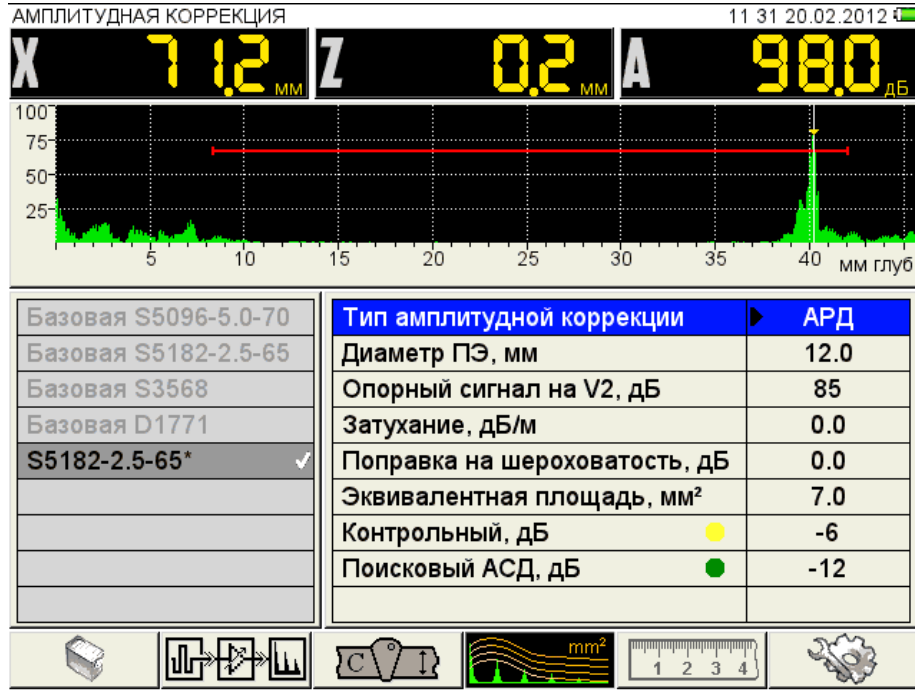 АМПЛИТУДНАЯ КОРРЕКЦИЯ 11 31 20.02.2012
X 71.2 мм Z 0.2 мм A 98.0 дБ
100
75
50
25
5 10 15 20 25 30 35 40 мм глуб
Базовая S5096-5.0-70
Базовая S5182-2.5-65
Базовая S3568
Базовая D1771
S5182-2.5-65*
Тип амплитудной коррекции АРД
Диаметр ПЭ, мм 12.0
Опорный сигнал на V2, дБ 85
Затухание, дБ/м 0.0
Поправка на шероховатость, дБ 0.0
Эквивалентная площадь, мм² 7.0
Контрольный, дБ -6
Поисковый АСД, дБ -12
C 1 mm² 1 2 3 4